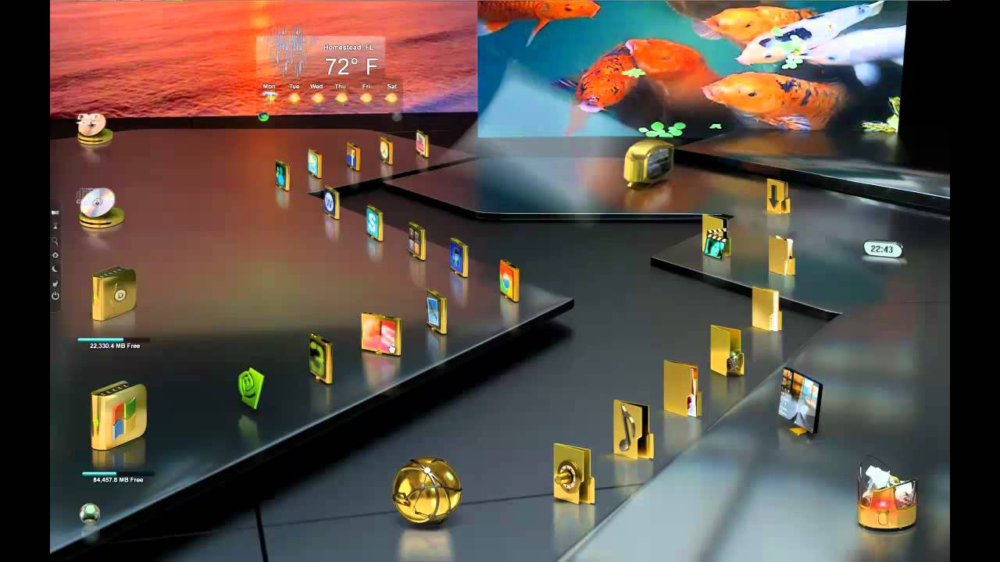 Homestead, FL
72° F
Mon Tue Wed Thu Fri Sat
DVD
22:43
22,330.4 MB Free
84,457.8 MB Free